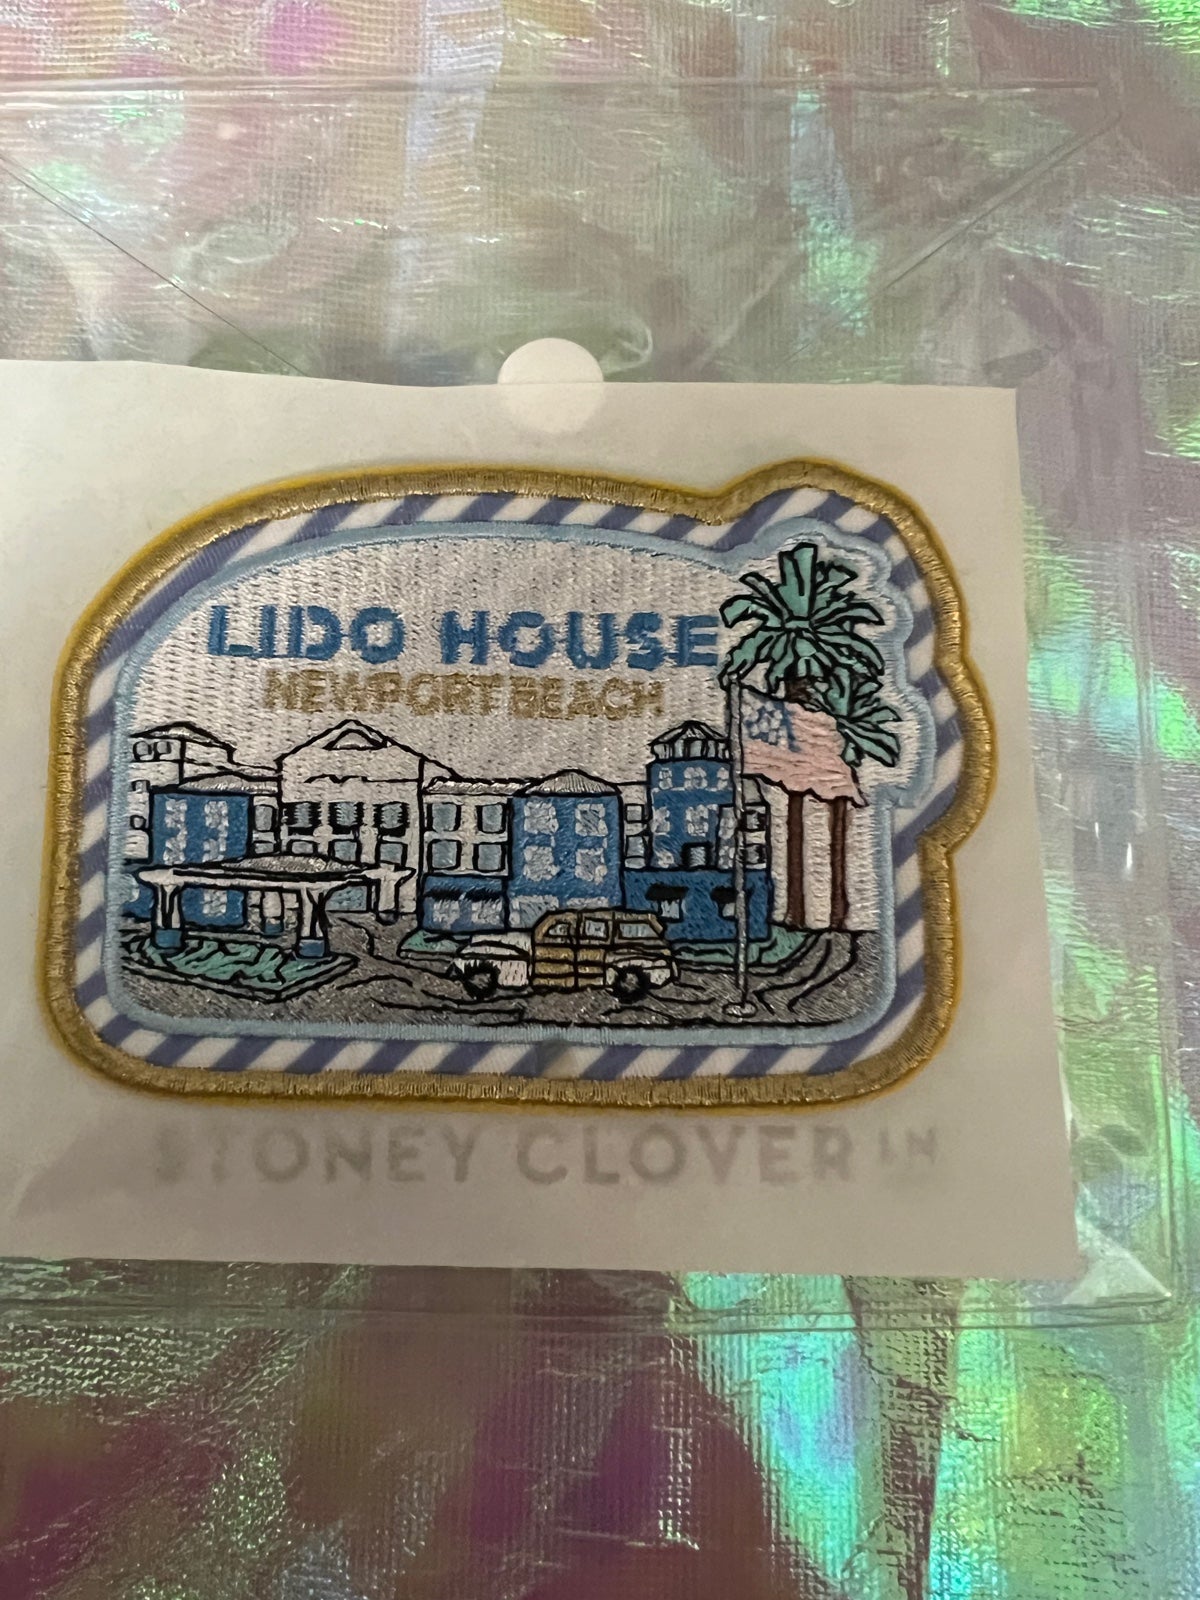 LIDO HOUSE
NEWPORT BEACH
STONEY CLOVER LN